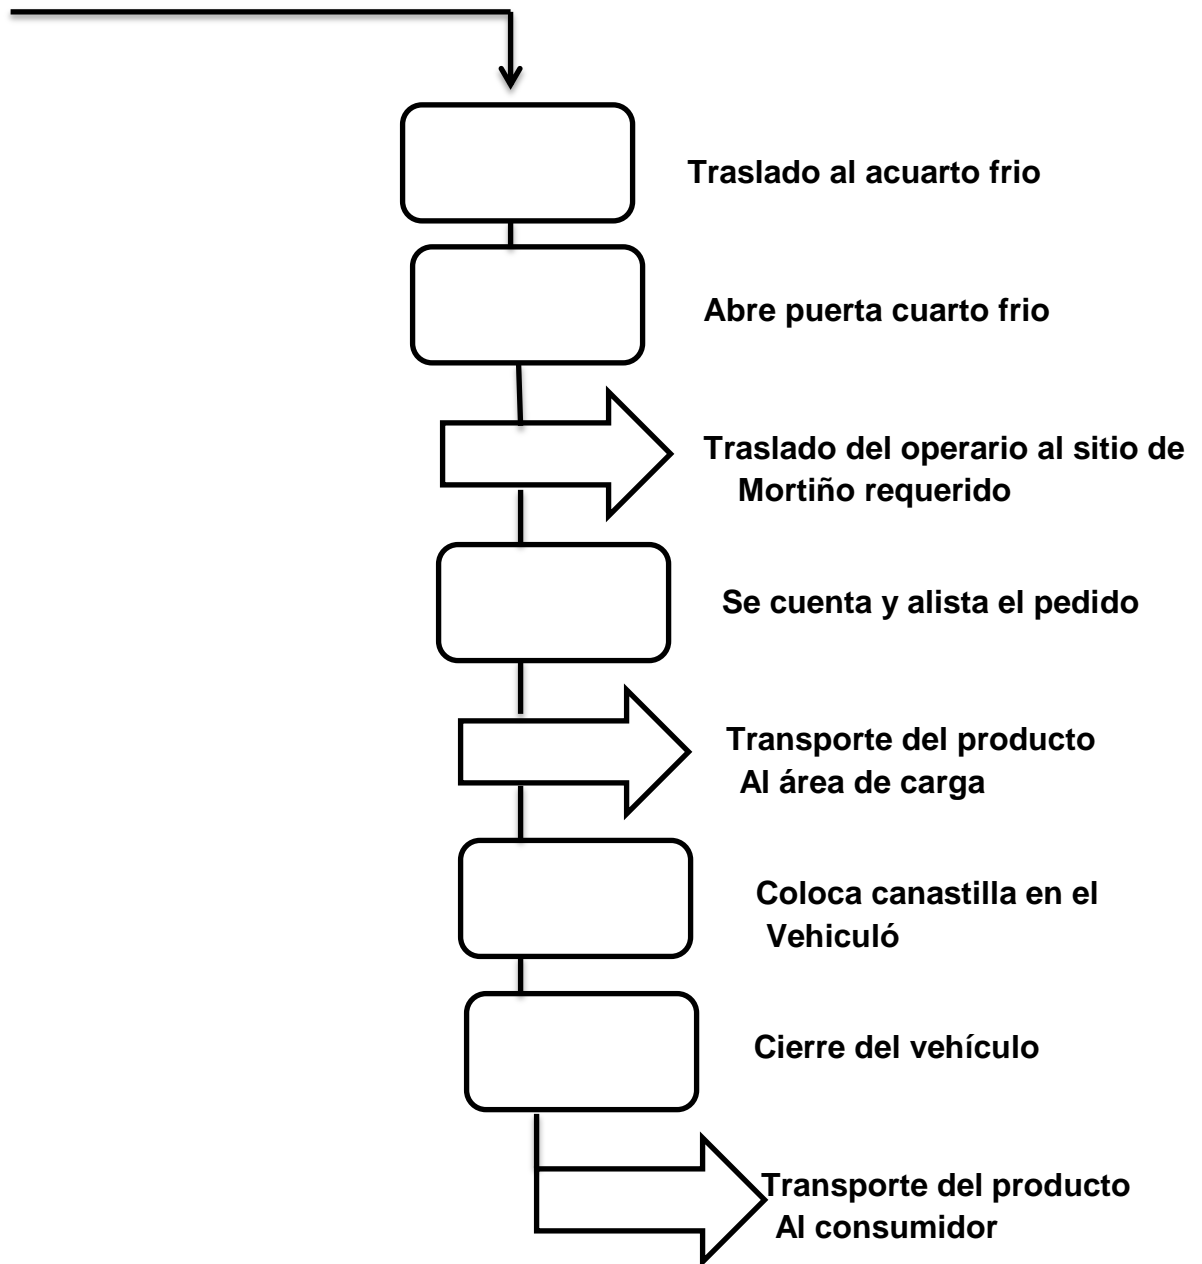 Traslado al acuarto frio
Abre puerta cuarto frio
Traslado del operario al sitio de
Mortiño requerido
Se cuenta y alista el pedido
Transporte del producto
Al área de carga
Coloca canastilla en el
Vehiculó
Cierre del vehículo
Transporte del producto
Al consumidor